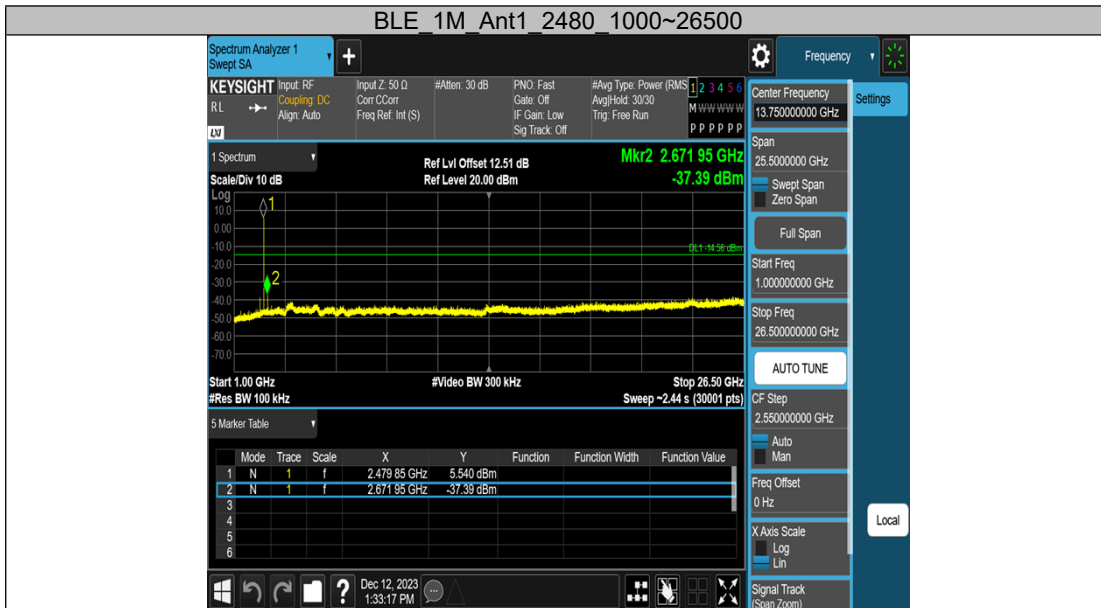 BLE_1M_Ant1_2480_1000~26500
Spectrum Analyzer 1
Swept SA
+
Frequency
KEYSIGHT
RL
LXI
Input: RF
Coupling: DC
Align: Auto
Input Z: 50 Ω
Corr CCorr
Freq Ref: Int (S)
#Atten: 30 dB
PNO: Fast
Gate: Off
IF Gain: Low
Sig Track: Off
#Avg Type: Power (RMS
Avg|Hold: 30/30
Trig: Free Run
1 2 3 4 5 6
M W W W W W
P P P P P P
1 Spectrum
Scale/Div 10 dB
Ref Lvl Offset 12.51 dB
Ref Level 20.00 dBm
Mkr2 2.671 95 GHz
-37.39 dBm
Log
10.0
0.00
-10.0
-20.0
-30.0
-40.0
-50.0
-60.0
-70.0
1
2
DL1 -14.56 dBm
Start 1.00 GHz
#Res BW 100 kHz
#Video BW 300 kHz
Stop 26.50 GHz
Sweep ~2.44 s (30001 pts)
5 Marker Table
Mode Trace Scale X Y Function Function Width Function Value
1 N 1 f 2.479 85 GHz 5.540 dBm
2 N 1 f 2.671 95 GHz -37.39 dBm
3
4
5
6
?
Dec 12, 2023
1:33:17 PM
Center Frequency
13.750000000 GHz
Span
25.5000000 GHz
Swept Span
Zero Span
Full Span
Start Freq
1.000000000 GHz
Stop Freq
26.500000000 GHz
AUTO TUNE
CF Step
2.550000000 GHz
Auto
Man
Freq Offset
0 Hz
X Axis Scale
Log
Lin
Signal Track
(Span Zoom)
Settings
Local